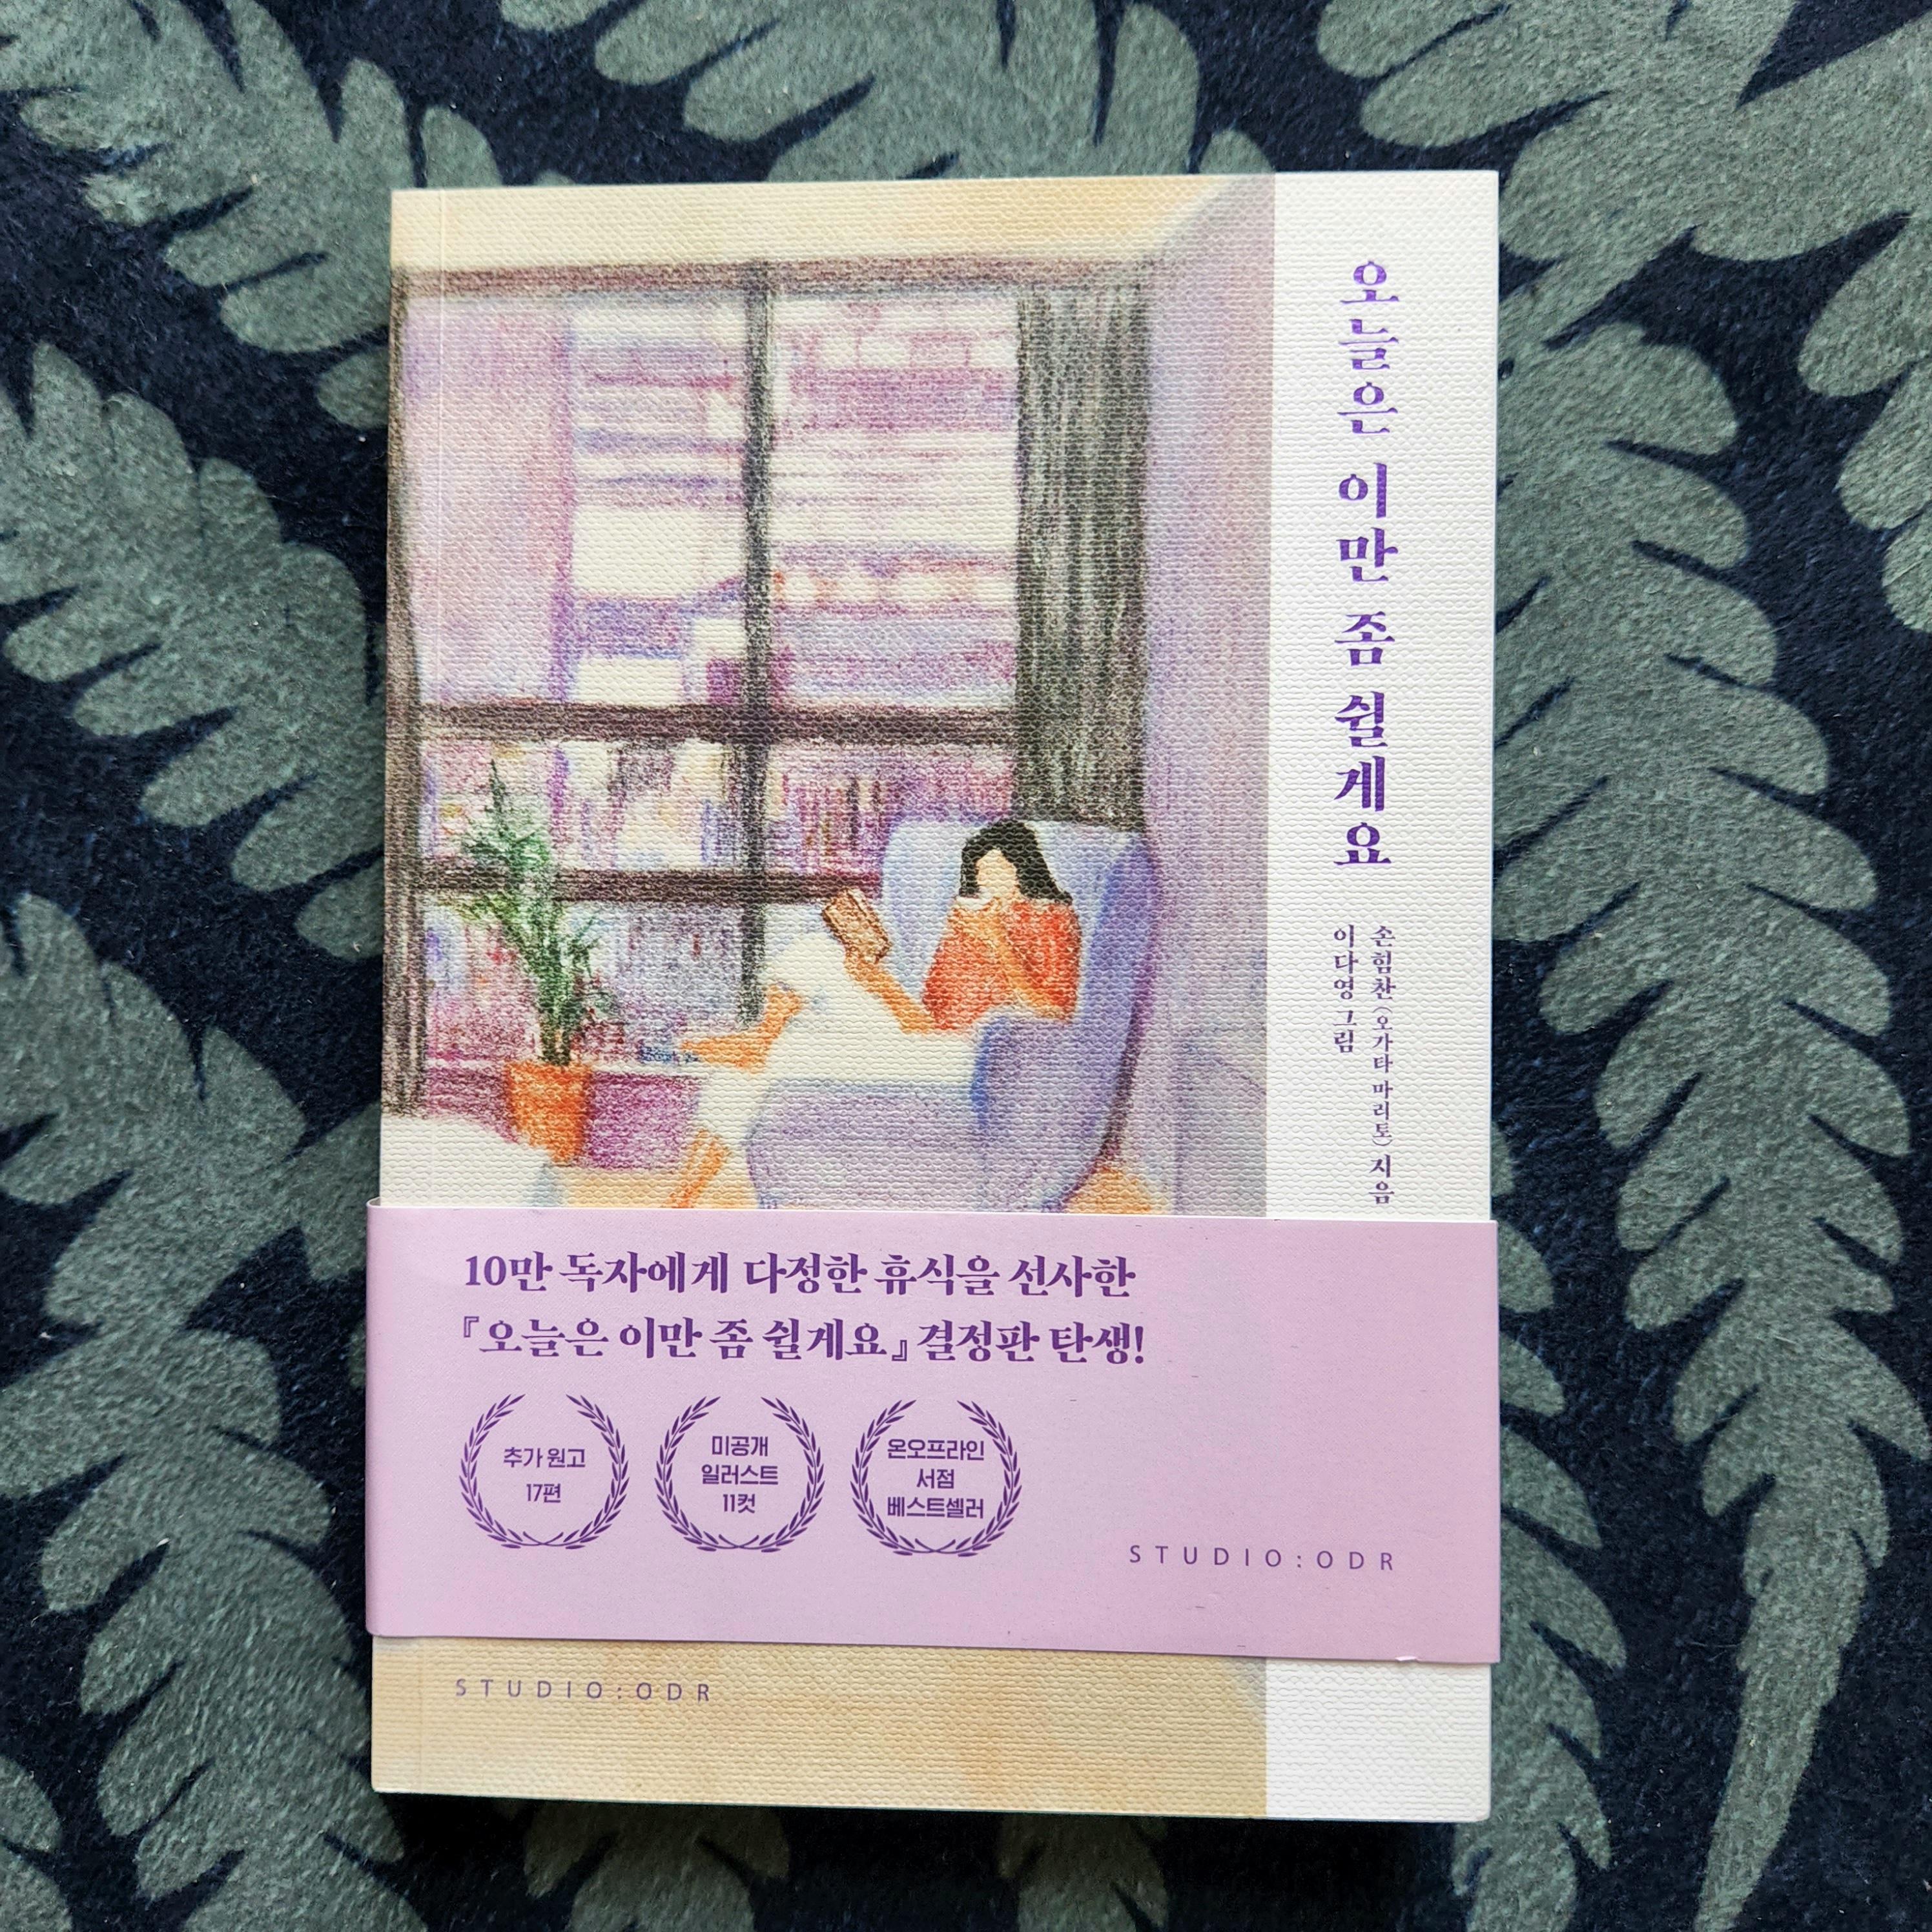 오늘은 이만 좀 쉴게요
손힘찬(오가타 마리토) 지음
이다영 그림
10만 독자에게 다정한 휴식을 선사한
『오늘은 이만 좀 쉴게요』 결정판 탄생!
추가 원고
17편
미공개
일러스트
11컷
온오프라인
서점
베스트셀러
STUDIO:ODR
STUDIO:ODR